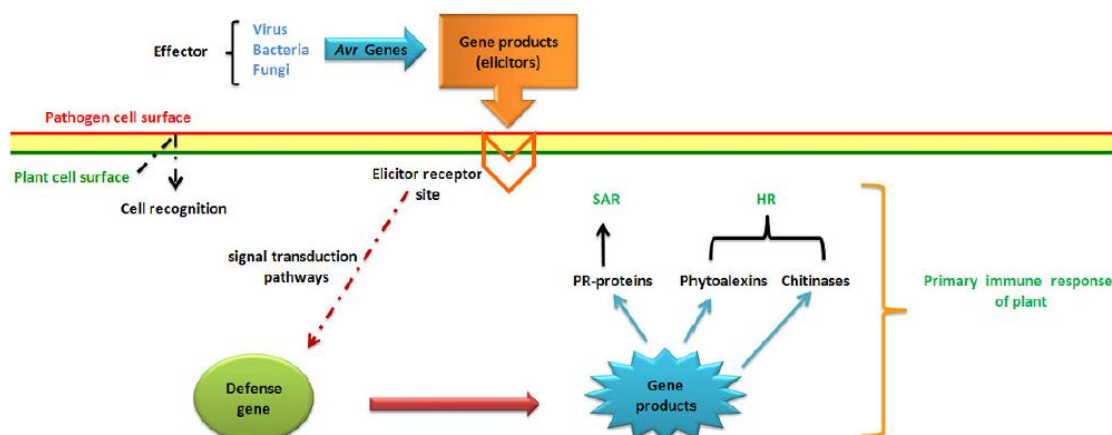 Effector
Virus
Bacteria
Fungi
Avr Genes
Gene products
(elicitors)
Pathogen cell surface
Plant cell surface
Cell recognition
Elicitor receptor
site
signal transduction
pathways
SAR
HR
PR-proteins
Phytoalexins
Chitinases
Primary immune response
of plant
Defense
gene
Gene
products